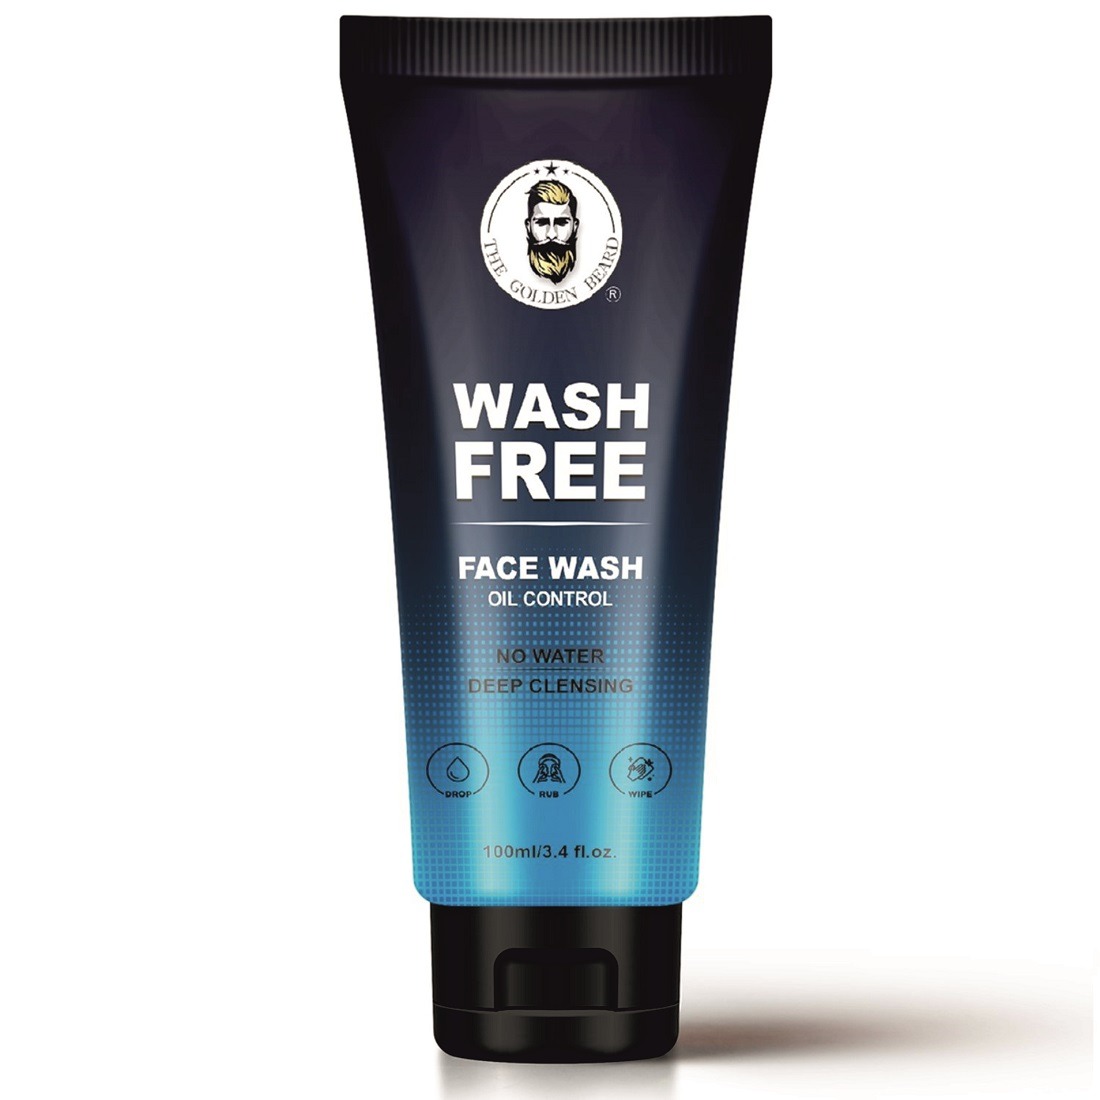 THE GOLDEN BEARD
®
WASH
FREE
FACE WASH
OIL CONTROL
NO WATER
DEEP CLENSING
DROP RUB WIPE
100ml/3.4 fl.oz.